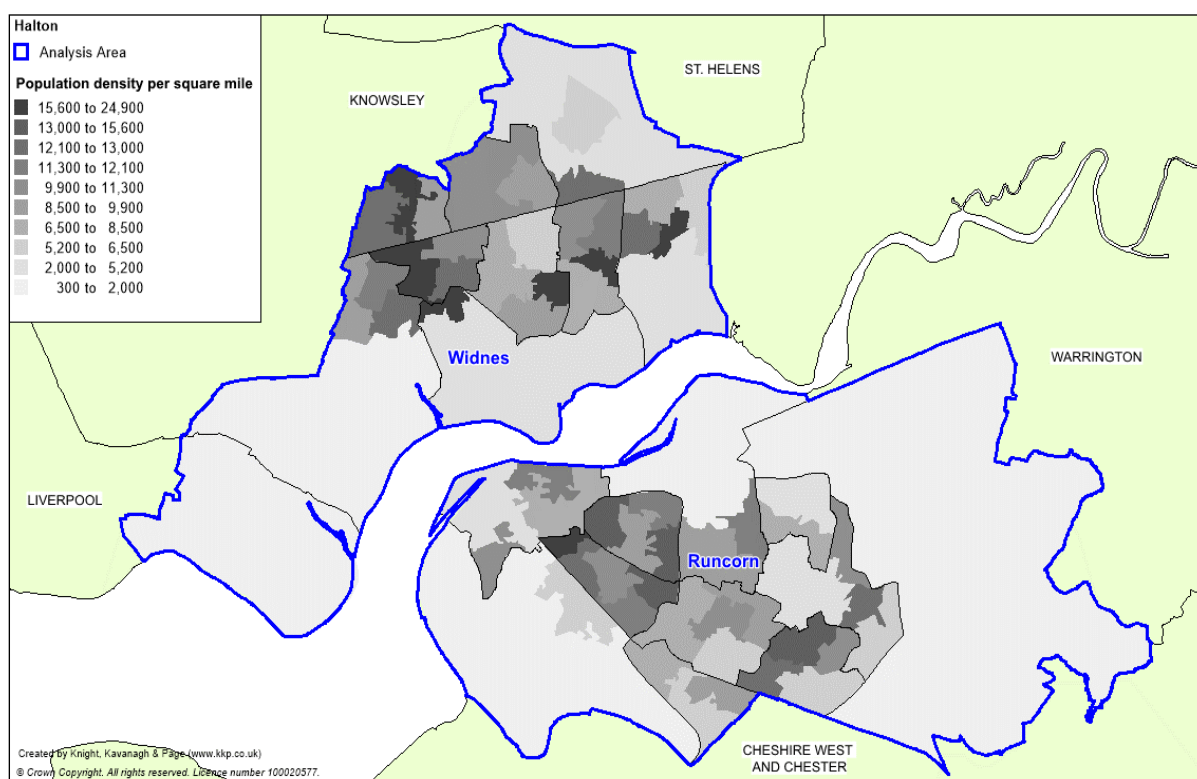 Halton
Analysis Area
Population density per square mile
15,600 to 24,900
13,000 to 15,600
12,100 to 13,000
11,300 to 12,100
9,900 to 11,300
8,500 to 9,900
6,500 to 8,500
5,200 to 6,500
2,000 to 5,200
300 to 2,000
ST. HELENS
KNOWSLEY
Widnes
WARRINGTON
LIVERPOOL
Runcorn
CHESHIRE WEST
AND CHESTER
Created by Knight, Kavanagh & Page (www.kkp.co.uk)
© Crown Copyright. All rights reserved. Licence number 100020577.